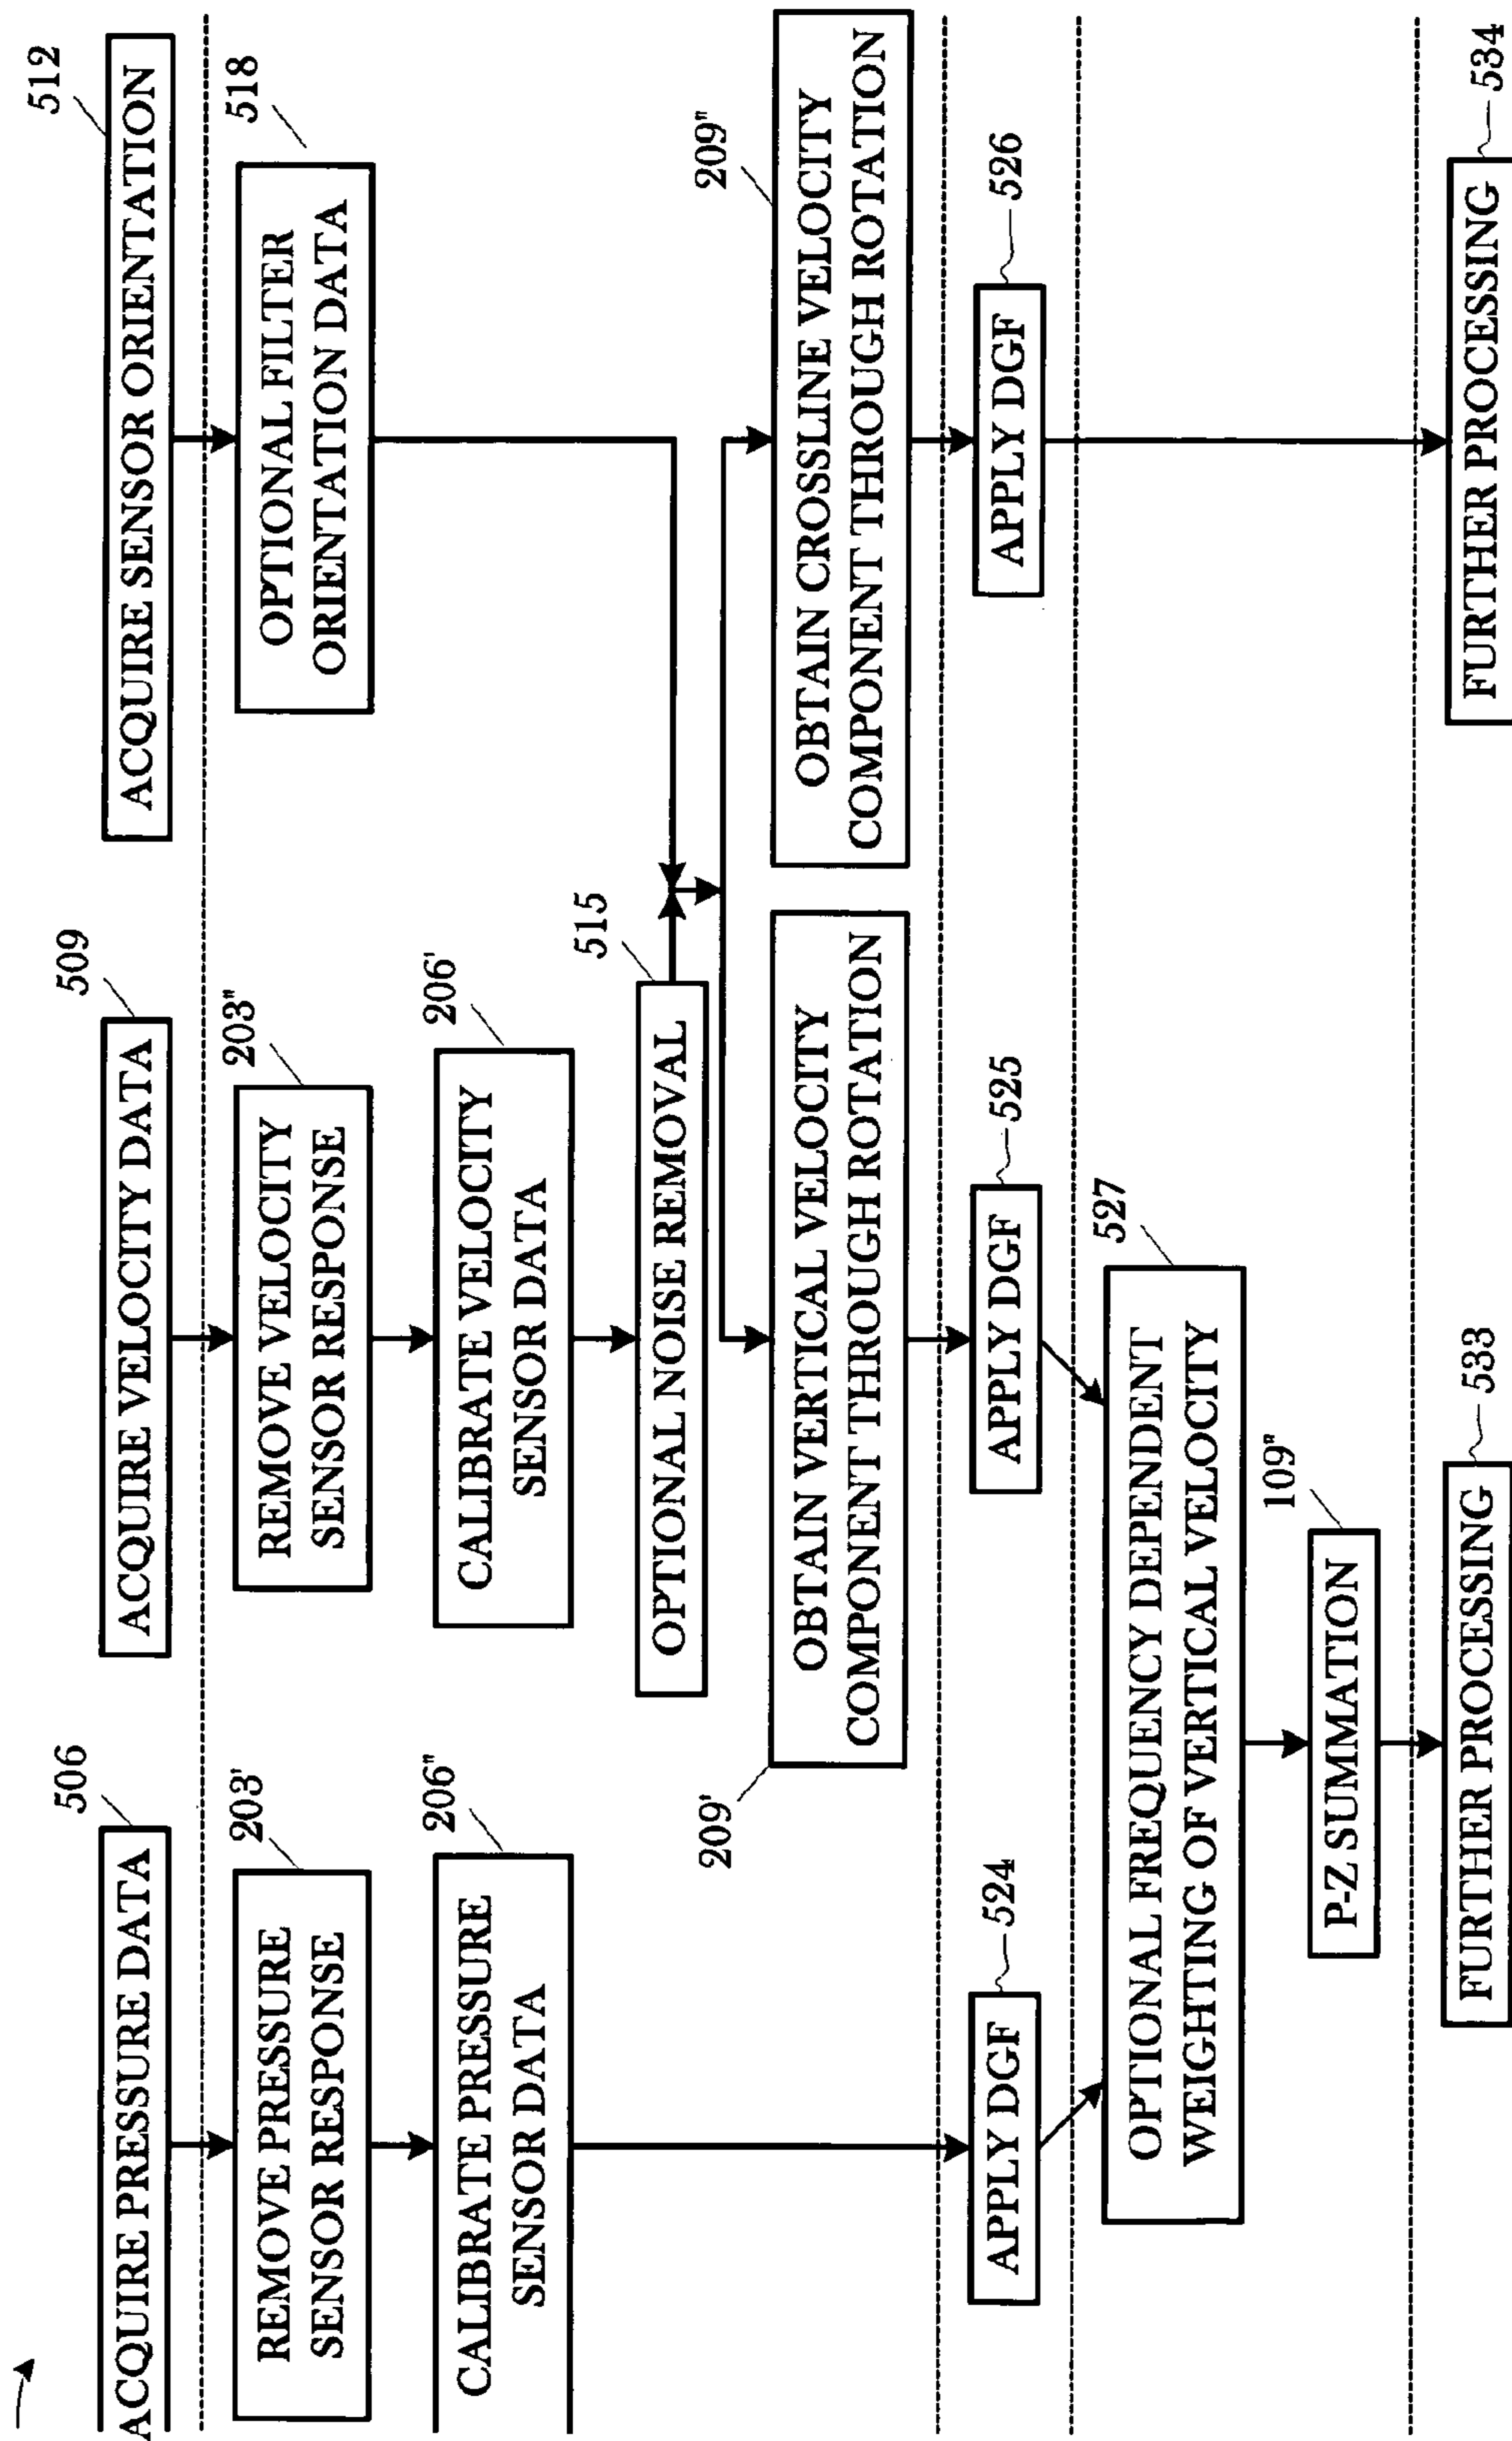 506
ACQUIRE PRESSURE DATA
509
ACQUIRE VELOCITY DATA
512
ACQUIRE SENSOR ORIENTATION
203'
REMOVE PRESSURE
SENSOR RESPONSE
203"
REMOVE VELOCITY
SENSOR RESPONSE
518
OPTIONAL FILTER
ORIENTATION DATA
206"
CALIBRATE PRESSURE
SENSOR DATA
206'
CALIBRATE VELOCITY
SENSOR DATA
515
OPTIONAL NOISE REMOVAL
209'
OBTAIN VERTICAL VELOCITY
COMPONENT THROUGH ROTATION
209"
OBTAIN CROSSLINE VELOCITY
COMPONENT THROUGH ROTATION
APPLY DGF
524
APPLY DGF
525
APPLY DGF
526
527
OPTIONAL FREQUENCY DEPENDENT
WEIGHTING OF VERTICAL VELOCITY
109"
P-Z SUMMATION
FURTHER PROCESSING
533
FURTHER PROCESSING
534